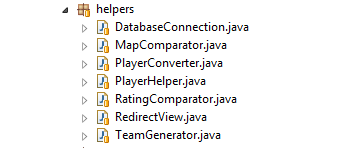 helpers
DatabaseConnection.java
MapComparator.java
PlayerConverter.java
PlayerHelper.java
RatingComparator.java
RedirectView.java
TeamGenerator.java